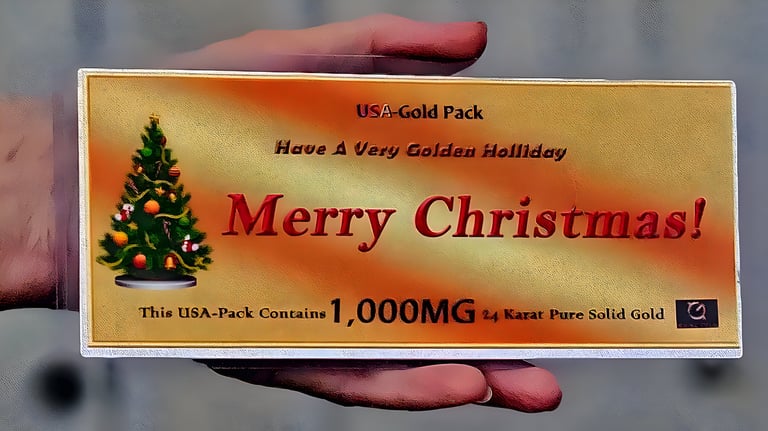 USA-Gold Pack
Have A Very Golden Holliday
Merry Christmas!
This USA-Pack Contains 1,000MG 24 Karat Pure Solid Gold